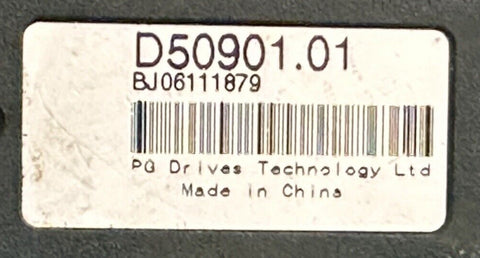 D50901.01
BJ06111879
PG Drives Technology Ltd
Made in China